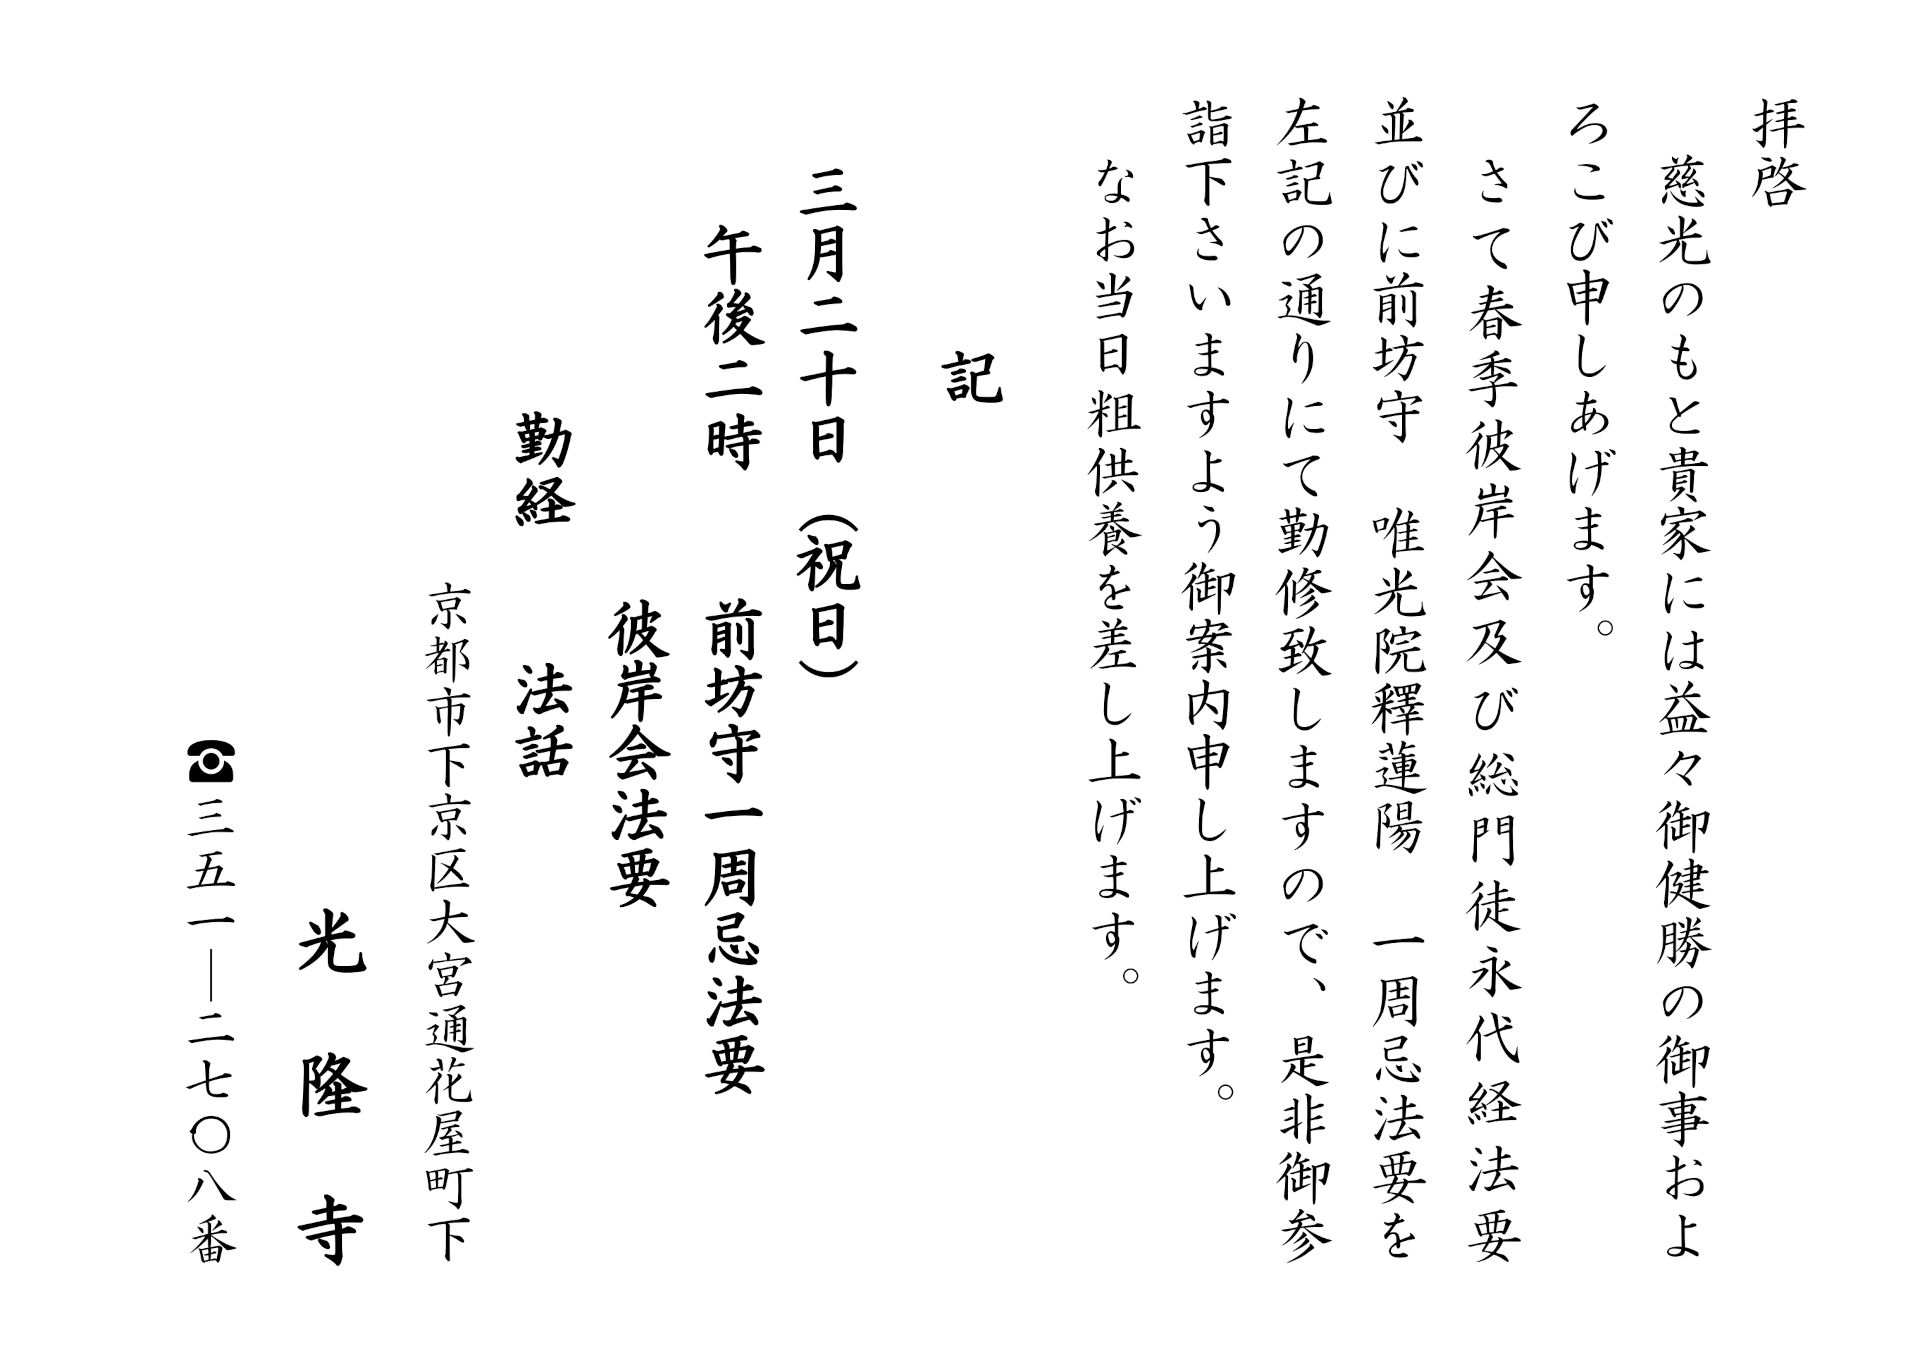 拝啓
慈光のもと貴家には益々御健勝の御事およ
ろこび申しあげます。
さて春季彼岸会及び総門徒永代経法要
並びに前坊守　唯光院釋蓮陽　一周忌法要を
左記の通りにて勤修致しますので、是非御参
詣下さいますよう御案内申し上げます。
なお当日粗供養を差し上げます。
記
三月二十日（祝日）
午後二時　前坊守一周忌法要
彼岸会法要
勤経　法話
京都市下京区大宮通花屋町下
光隆寺
☎三五一―二七〇八番